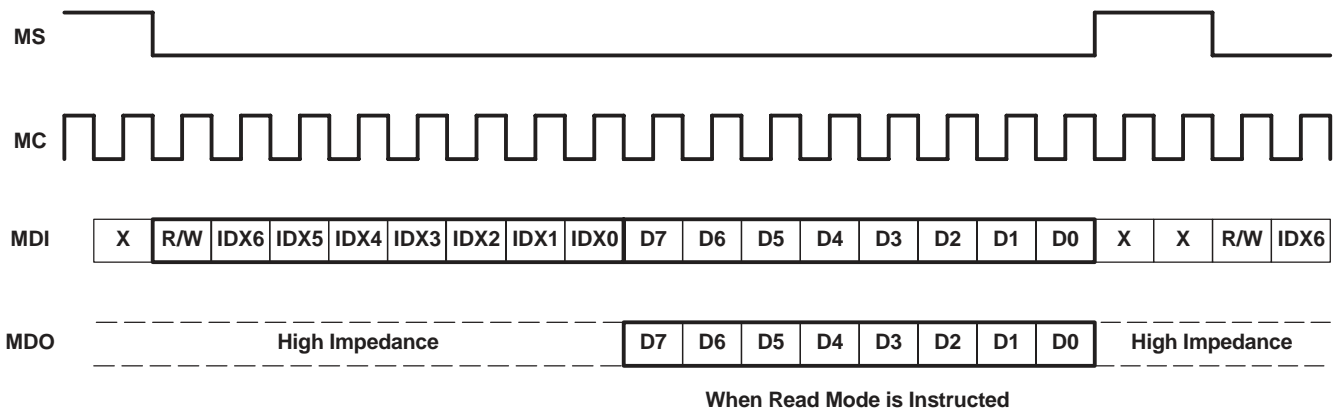 MS
MC
MDI X R/W IDX6 IDX5 IDX4 IDX3 IDX2 IDX1 IDX0 D7 D6 D5 D4 D3 D2 D1 D0 X X R/W IDX6
MDO High Impedance D7 D6 D5 D4 D3 D2 D1 D0 High Impedance
When Read Mode is Instructed